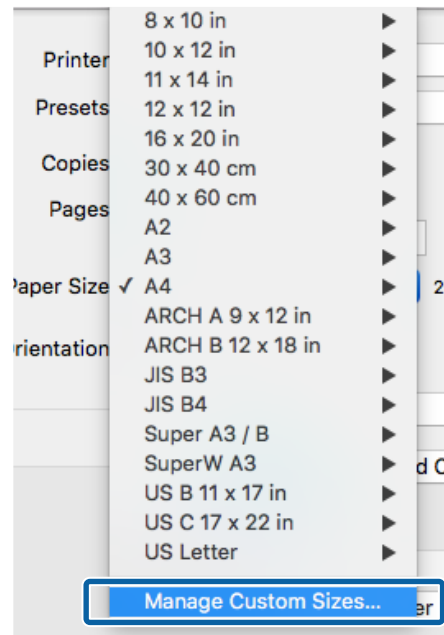 8 x 10 in
Printer 10 x 12 in
11 x 14 in
Presets 12 x 12 in
16 x 20 in
Copies 30 x 40 cm
40 x 60 cm
Pages
A2
A3
Paper Size ✓ A4 2
ARCH A 9 x 12 in
rientation ARCH B 12 x 18 in
JIS B3
JIS B4
Super A3 / B
SuperW A3 d C
US B 11 x 17 in
US C 17 x 22 in
US Letter
Manage Custom Sizes... er